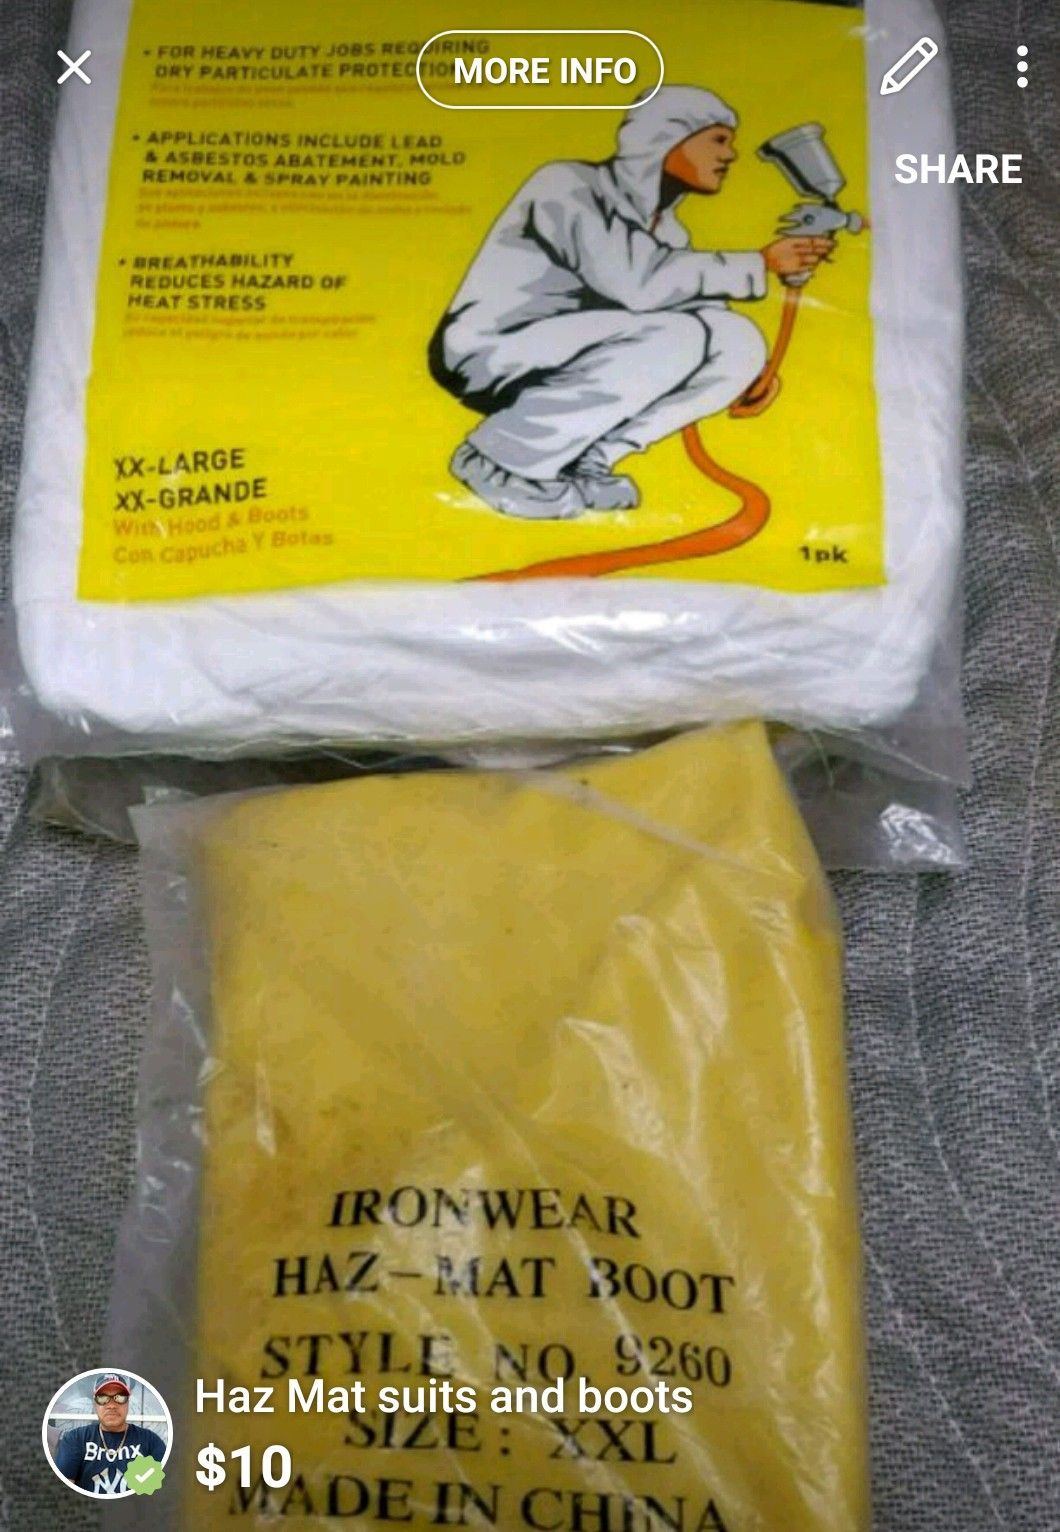 MORE INFO
SHARE
• FOR HEAVY DUTY JOBS REQUIRING
DRY PARTICULATE PROTECTION
• APPLICATIONS INCLUDE LEAD
& ASBESTOS ABATEMENT, MOLD
REMOVAL & SPRAY PAINTING
• BREATHABILITY
REDUCES HAZARD OF
HEAT STRESS
XX-LARGE
XX-GRANDE
With Hood & Boots
Con Capucha Y Botas
1pk
IRONWEAR
HAZ-MAT BOOT
STYLE NO. 9260
Haz Mat suits and boots
SIZE: XXL
$10
MADE IN CHINA
Bronx
NY